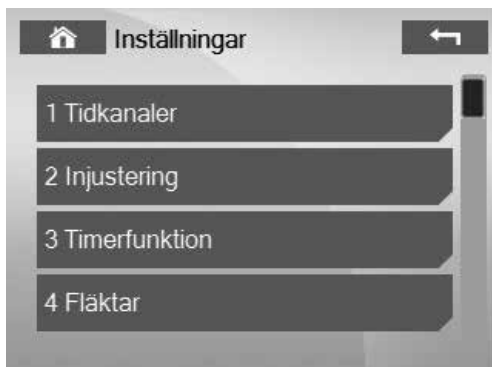 Inställningar
1 Tidkanaler
2 Injustering
3 Timerfunktion
4 Fläktar